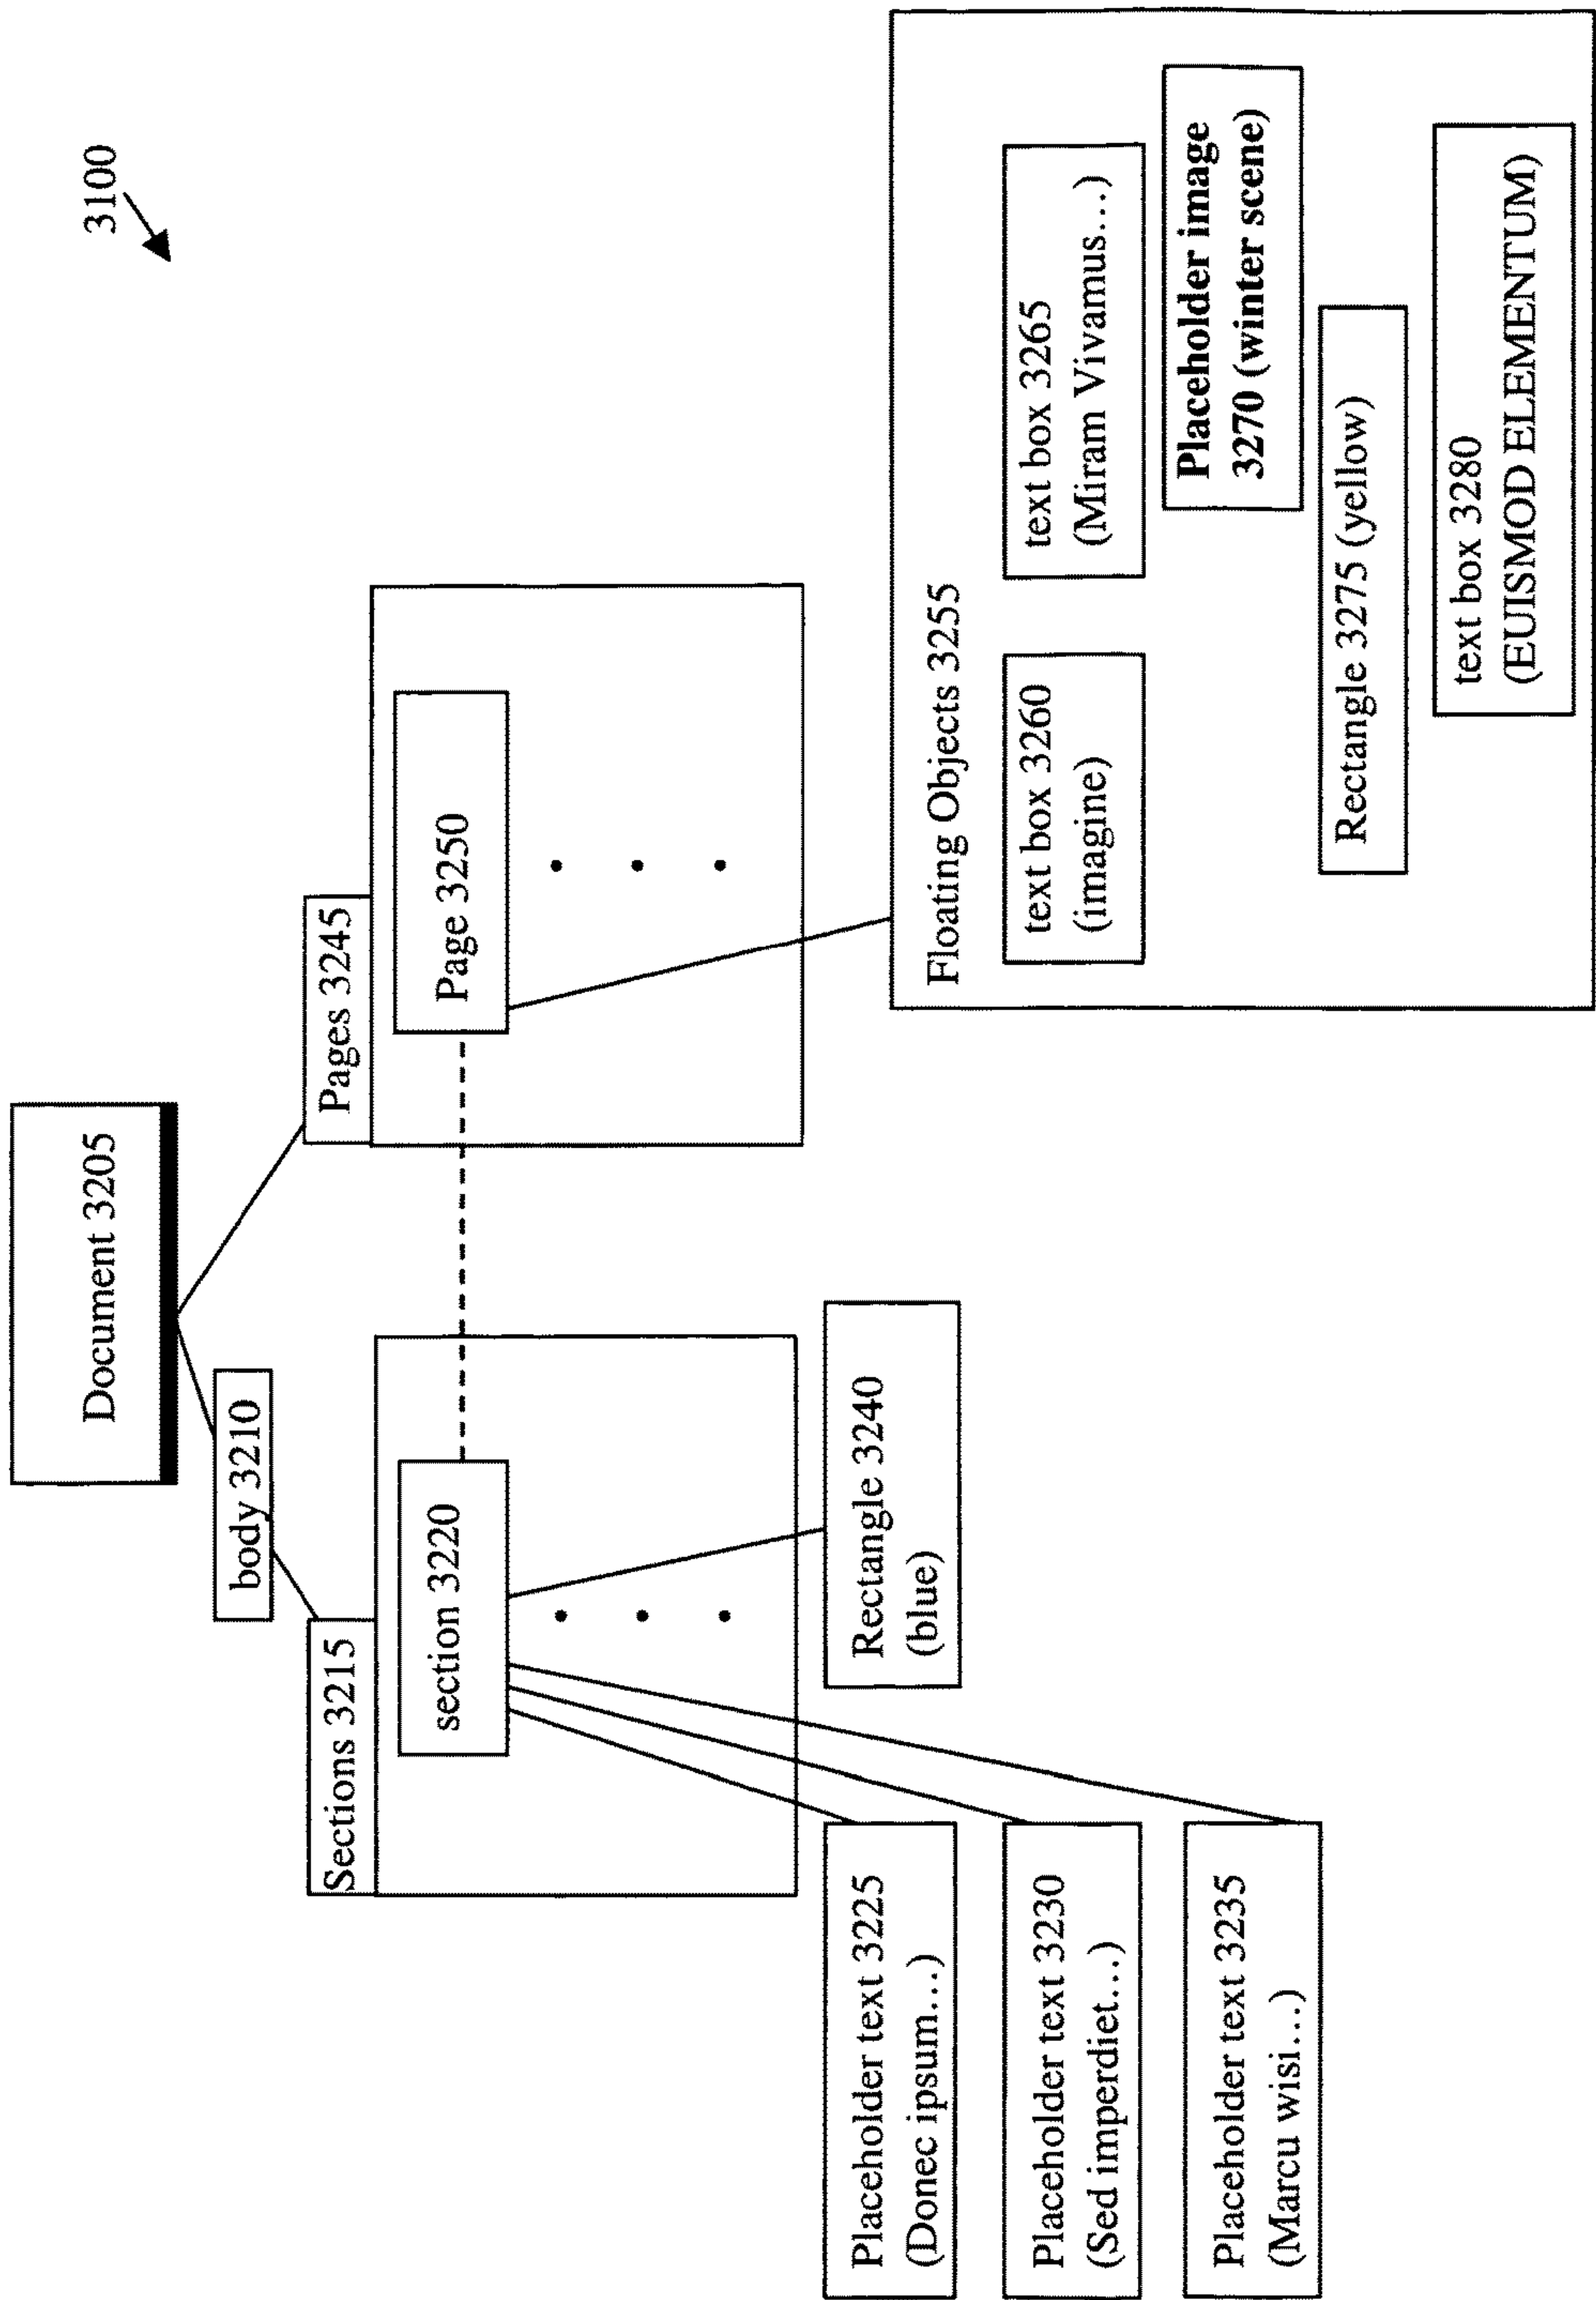 3100
Document 3205
body 3210
Sections 3215
section 3220
Placeholder text 3225
(Donec ipsum...)
Placeholder text 3230
(Sed imperdiet...)
Placeholder text 3235
(Marcu wisi...)
Rectangle 3240
(blue)
Pages 3245
Page 3250
Floating Objects 3255
text box 3260
(imagine)
text box 3265
(Miram Vivamus...)
Placeholder image
3270 (winter scene)
Rectangle 3275 (yellow)
text box 3280
(EUISMOD ELEMENTUM)